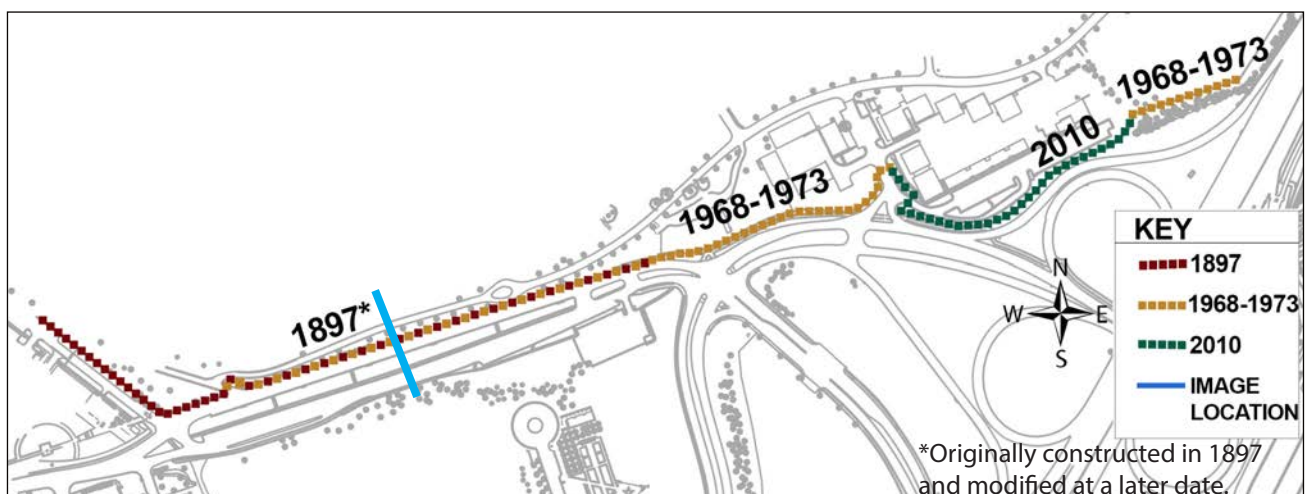 1968-1973
2010
1968-1973
1897*
KEY
1897
1968-1973
2010
IMAGE
LOCATION
N
W
E
S
*Originally constructed in 1897
and modified at a later date.